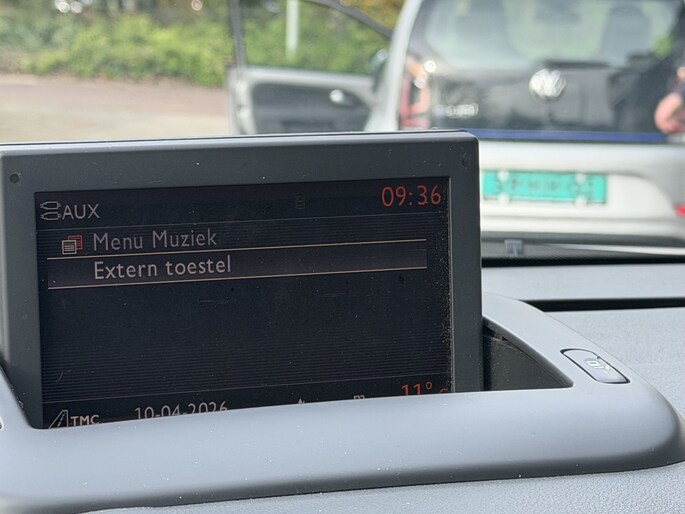 AUX
09:36
Menu Muziek
Extern toestel
TMC 10-04-2026 11°